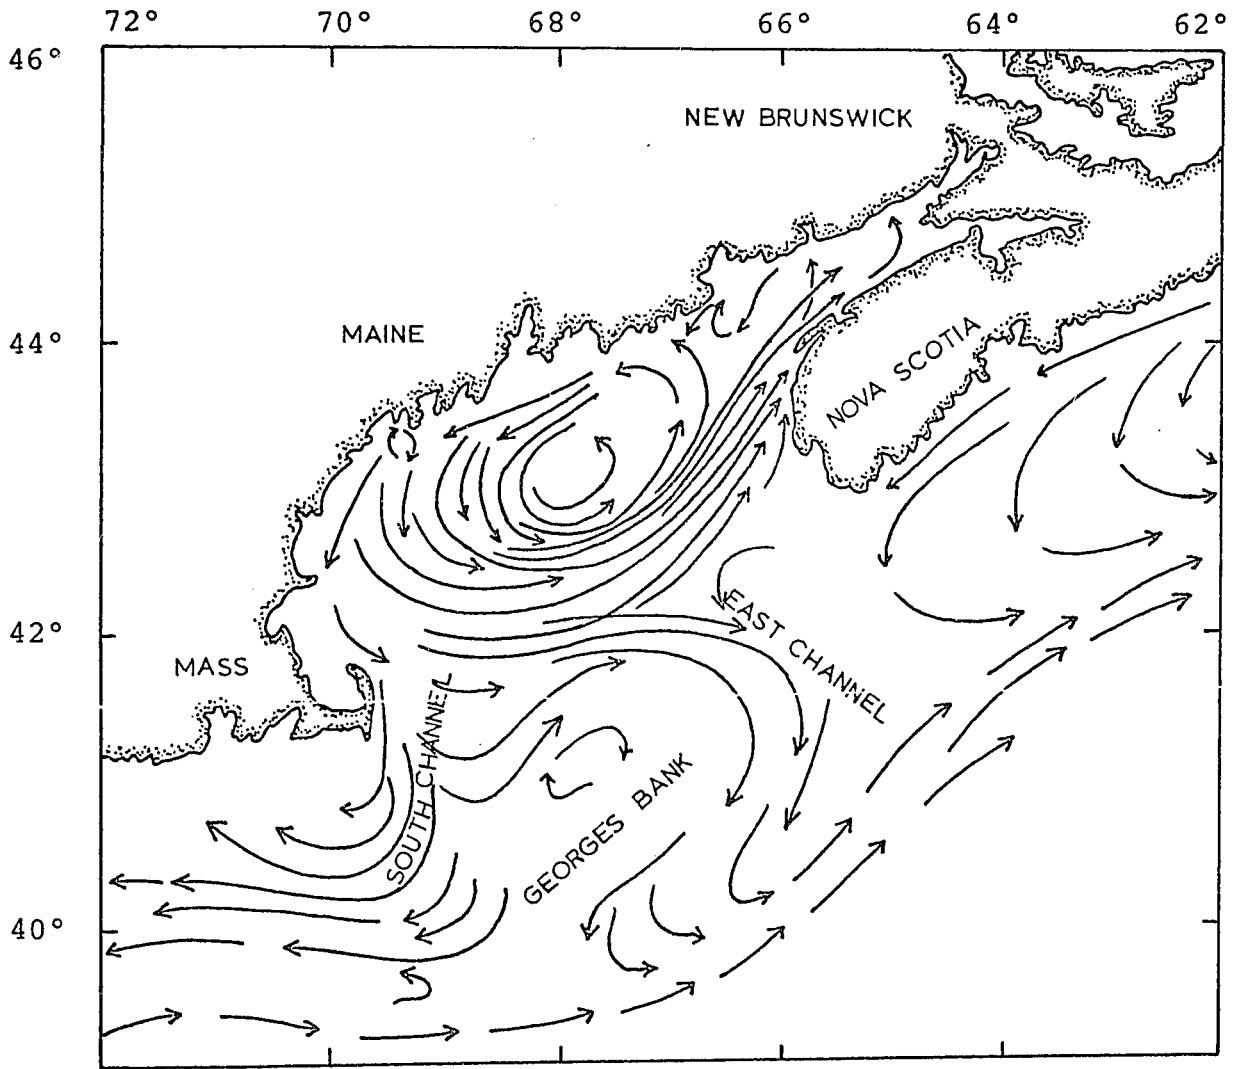 72° 70° 68° 66° 64° 62°
46°
NEW BRUNSWICK
MAINE
44°
NOVA SCOTIA
EAST CHANNEL
42°
MASS
SOUTH CHANNEL
GEORGES BANK
40°